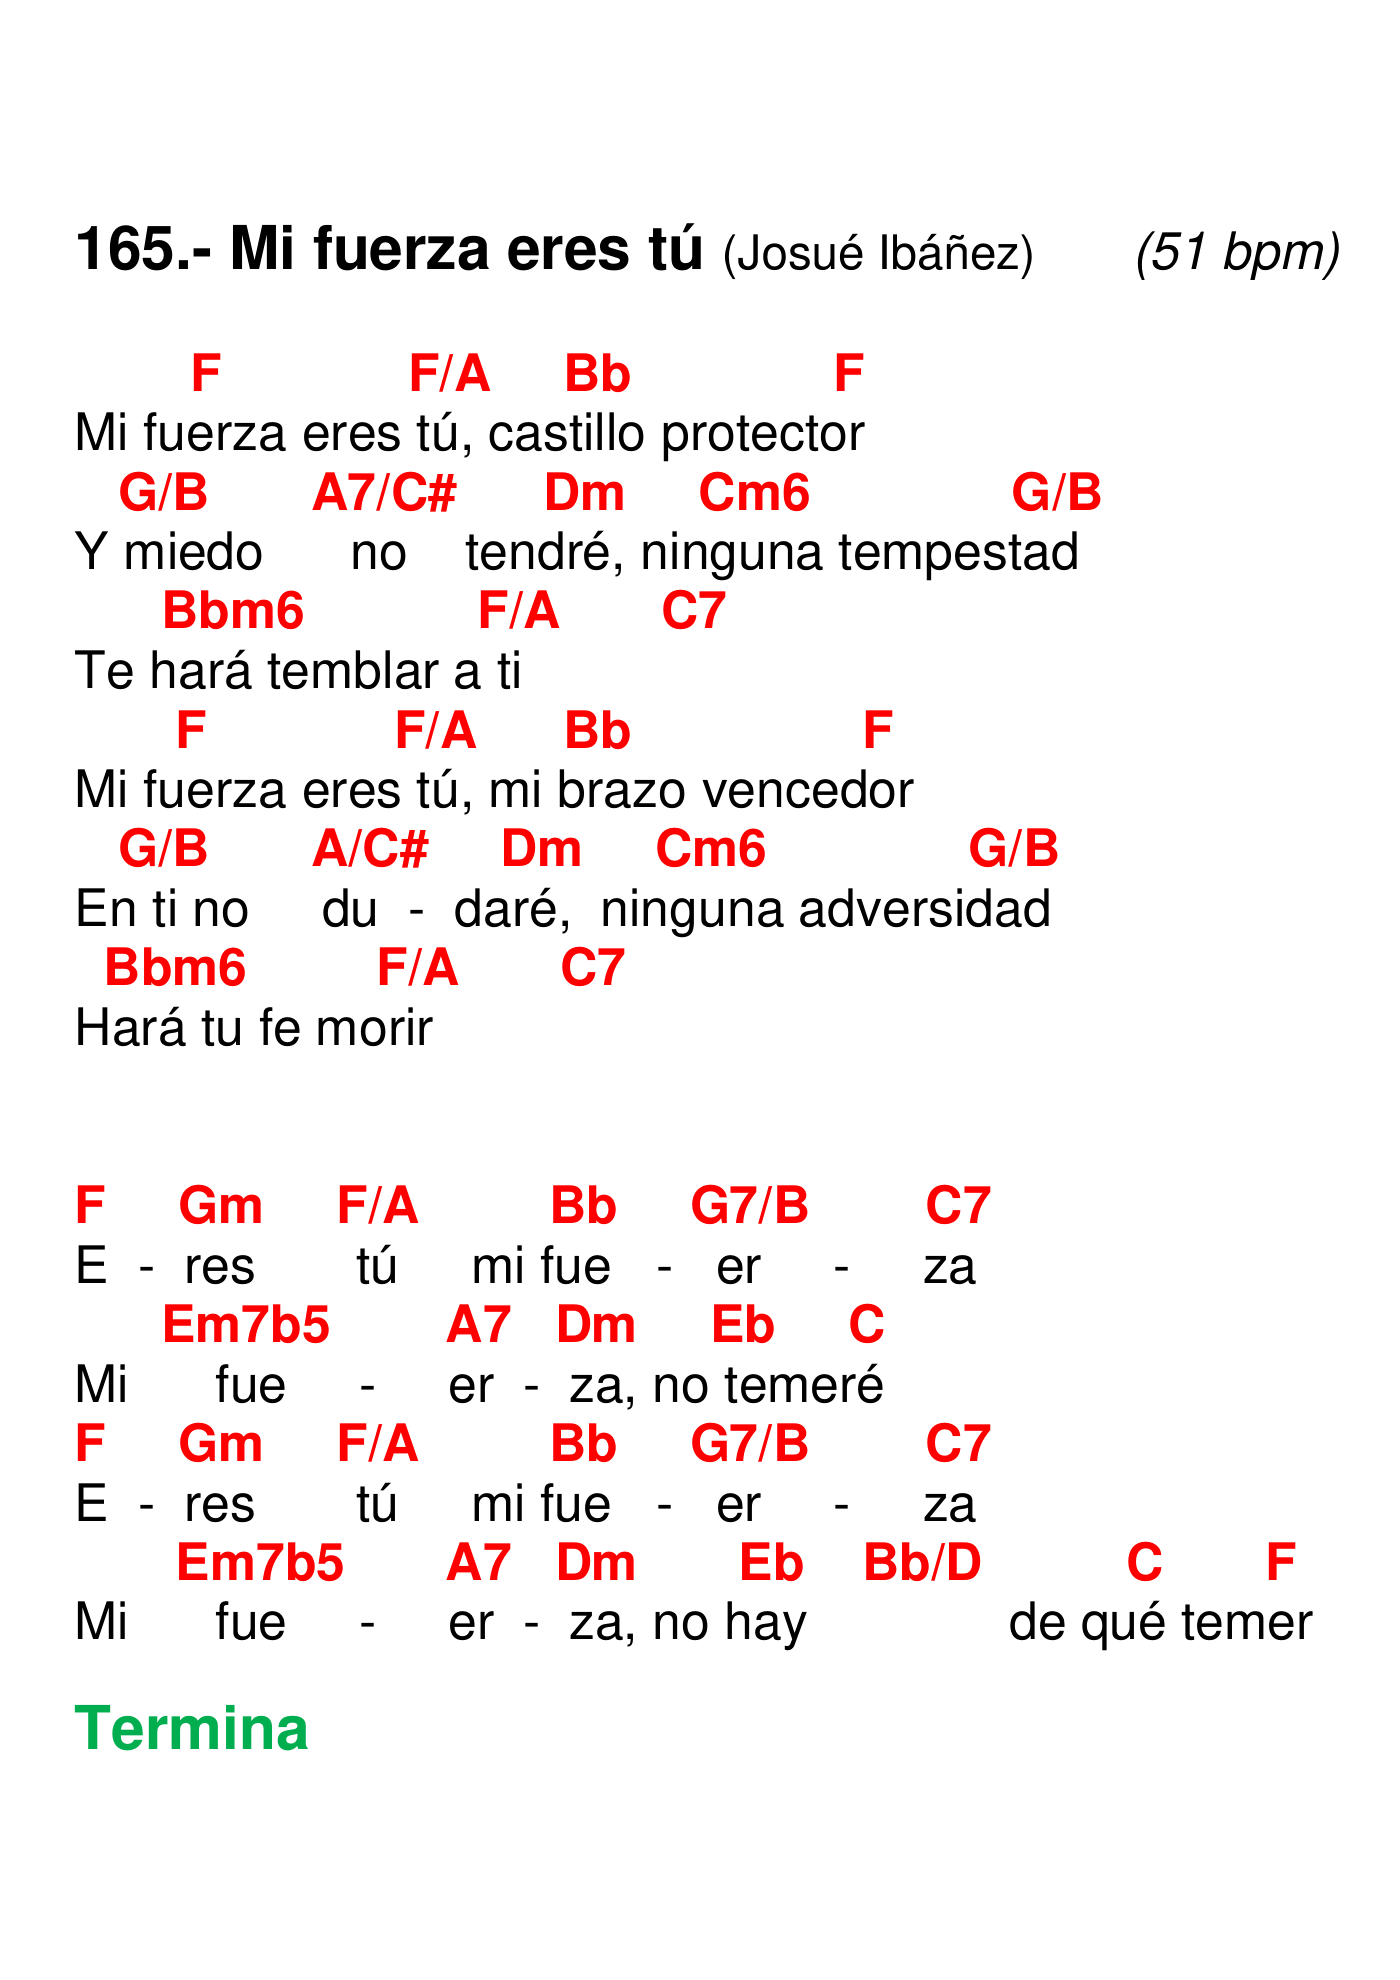 165.- Mi fuerza eres tú (Josué Ibáñez) (51 bpm)
F F/A Bb F
Mi fuerza eres tú, castillo protector
G/B A7/C# Dm Cm6 G/B
Y miedo no tendré, ninguna tempestad
Bbm6 F/A C7
Te hará temblar a ti
F F/A Bb F
Mi fuerza eres tú, mi brazo vencedor
G/B A/C# Dm Cm6 G/B
En ti no du - daré, ninguna adversidad
Bbm6 F/A C7
Hará tu fe morir
F Gm F/A Bb G7/B C7
E - res tú mi fue - er - za
Em7b5 A7 Dm Eb C
Mi fue - er - za, no temeré
F Gm F/A Bb G7/B C7
E - res tú mi fue - er - za
Em7b5 A7 Dm Eb Bb/D C F
Mi fue - er - za, no hay de qué temer
Termina